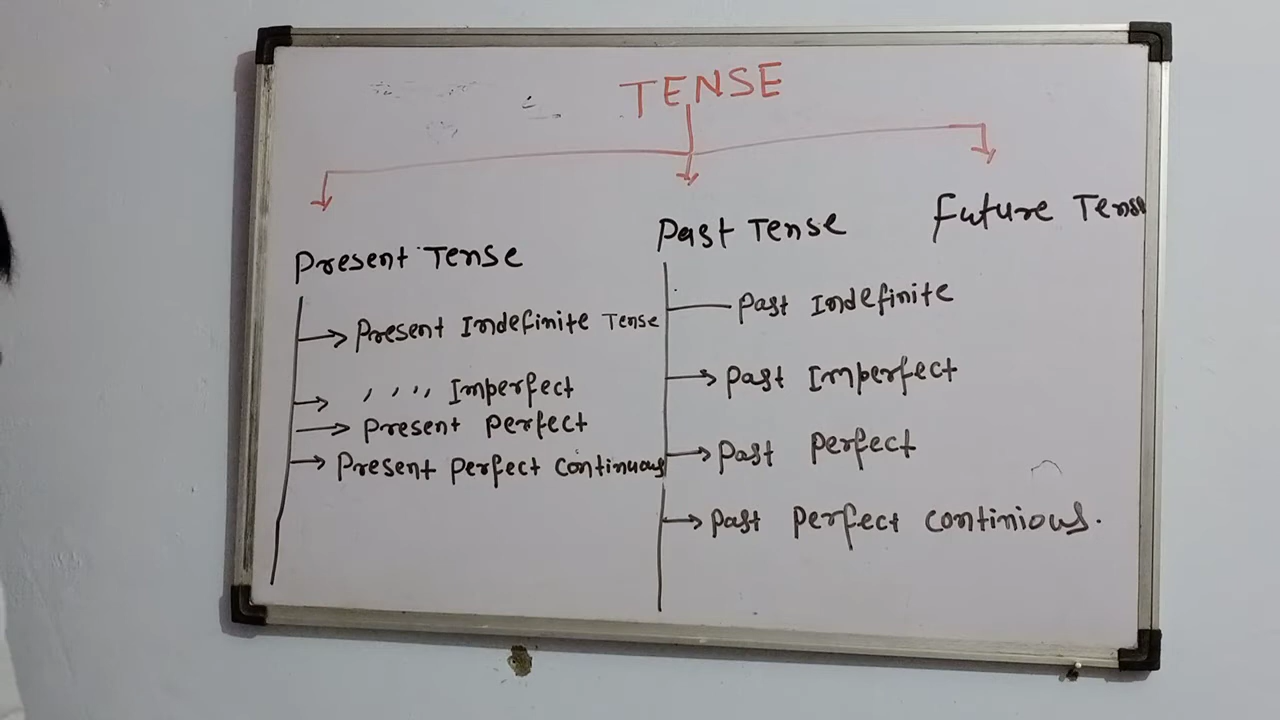 TENSE
Present Tense
Past Tense
Future Tense
Present Indefinite Tense
,,,, Imperfect
Present Perfect
Present Perfect Continuous
Past Indefinite
Past Imperfect
Past Perfect
Past Perfect Continious.